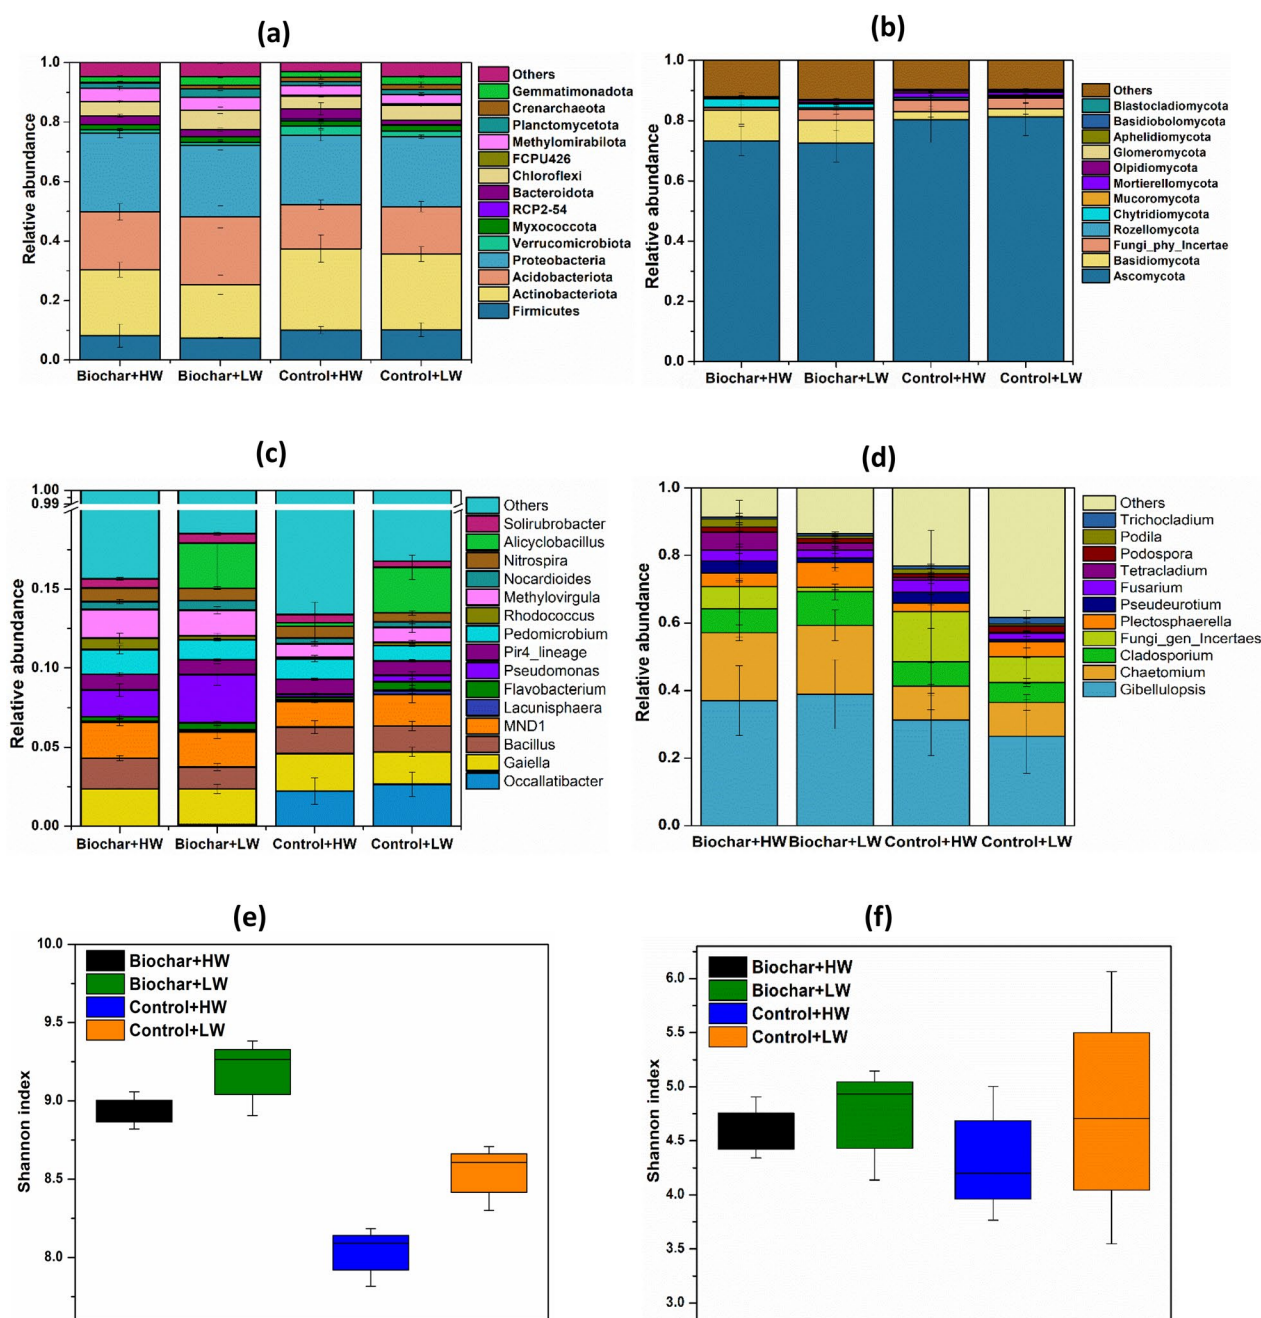 (a)
Relative abundance
1.0
0.8
0.6
0.4
0.2
0.0
Biochar+HW
Biochar+LW
Control+HW
Control+LW
Others
Gemmatimonadota
Crenarchaeota
Planctomycetota
Methylomirabilota
FCPU426
Chloroflexi
Bacteroidota
RCP2-54
Myxococcota
Verrucomicrobiota
Proteobacteria
Acidobacteriota
Actinobacteriota
Firmicutes
(b)
Relative abundance
1.0
0.8
0.6
0.4
0.2
0.0
Biochar+HW
Biochar+LW
Control+HW
Control+LW
Others
Blastocladiomycota
Basidiobolomycota
Aphelidiomycota
Glomeromycota
Olpidiomycota
Mortierellomycota
Mucoromycota
Chytridiomycota
Rozellomycota
Fungi_phy_Incertae
Basidiomycota
Ascomycota
(c)
Relative abundance
1.00
0.99
0.15
0.10
0.05
0.00
Biochar+HW
Biochar+LW
Control+HW
Control+LW
Others
Solirubrobacter
Alicyclobacillus
Nitrospira
Nocardioides
Methylovirgula
Rhodococcus
Pedomicrobium
Pir4_lineage
Pseudomonas
Flavobacterium
Lacunisphaera
MND1
Bacillus
Gaiella
Occallatibacter
(d)
Relative abundance
1.0
0.8
0.6
0.4
0.2
0.0
Biochar+HW
Biochar+LW
Control+HW
Control+LW
Others
Trichocladium
Podila
Podospora
Tetracladium
Fusarium
Pseudeurotium
Plectosphaerella
Fungi_gen_Incertaes
Cladosporium
Chaetomium
Gibellulopsis
(e)
Shannon index
10.0
9.5
9.0
8.5
8.0
Biochar+HW
Biochar+LW
Control+HW
Control+LW
(f)
Shannon index
6.0
5.5
5.0
4.5
4.0
3.5
3.0
Biochar+HW
Biochar+LW
Control+HW
Control+LW